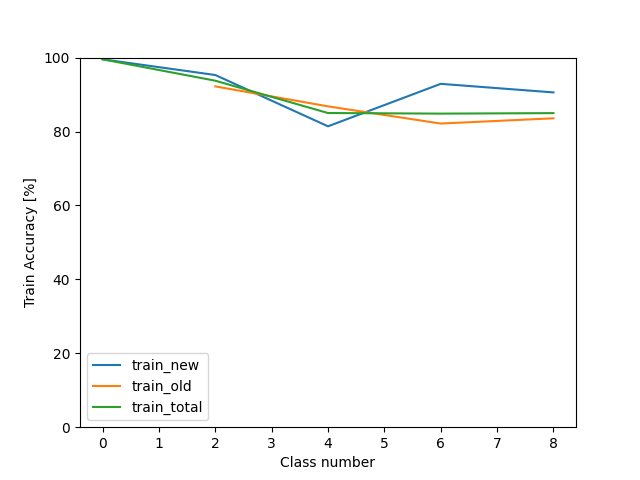 100
80
60
40
20
0
Train Accuracy [%]
train_new
train_old
train_total
0 1 2 3 4 5 6 7 8
Class number